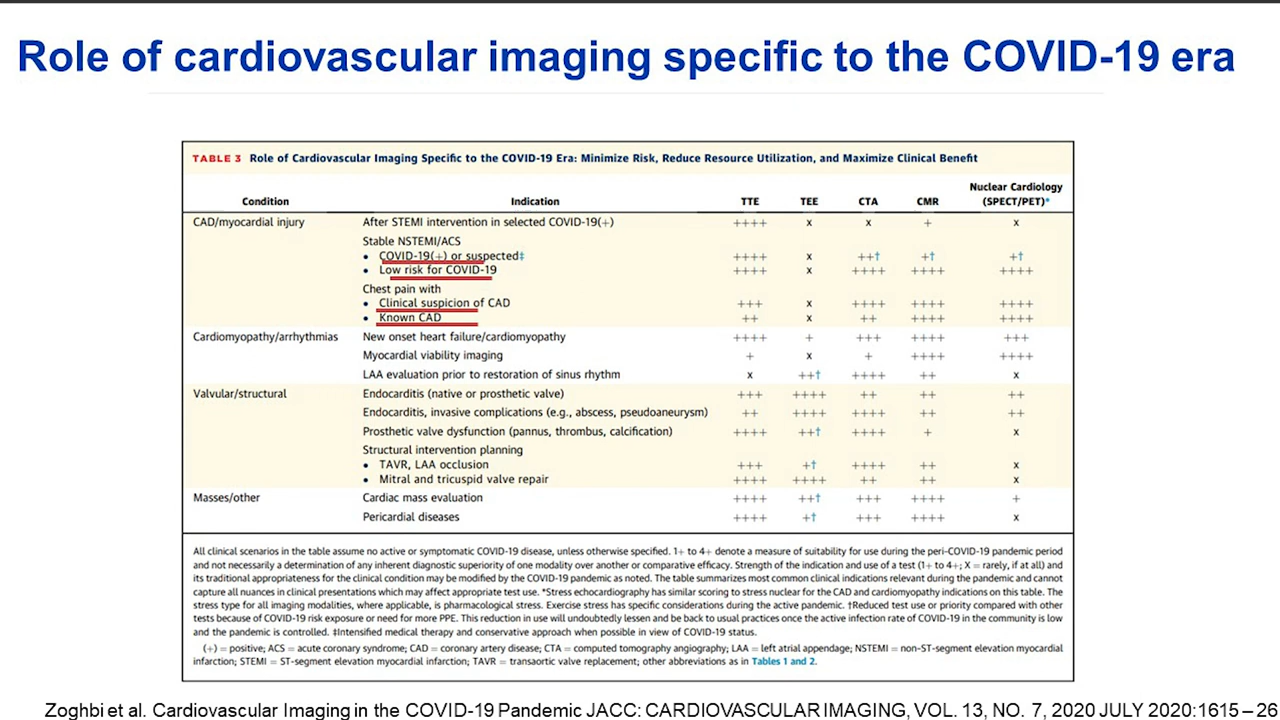 Role of cardiovascular imaging specific to the COVID-19 era
TABLE 3 Role of Cardiovascular Imaging Specific to the COVID-19 Era: Minimize Risk, Reduce Resource Utilization, and Maximize Clinical Benefit
Condition Indication TTE TEE CTA CMR Nuclear Cardiology (SPECT/PET)*
CAD/myocardial injury After STEMI intervention in selected COVID-19(+) ++++ x x + x
Stable NSTEMI/ACS
• COVID-19(+) or suspected‡ ++++ x ++† +† +†
• Low risk for COVID-19 ++++ x ++++ ++++ ++++
Chest pain with
• Clinical suspicion of CAD +++ x ++++ ++++ ++++
• Known CAD ++ x ++ ++++ ++++
Cardiomyopathy/arrhythmias New onset heart failure/cardiomyopathy ++++ + +++ ++++ +++
Myocardial viability imaging + x + ++++ ++++
LAA evaluation prior to restoration of sinus rhythm x ++† ++++ ++ x
Valvular/structural Endocarditis (native or prosthetic valve) +++ ++++ ++ ++ ++
Endocarditis, invasive complications (e.g., abscess, pseudoaneurysm) ++ ++++ ++++ ++ ++
Prosthetic valve dysfunction (pannus, thrombus, calcification) ++++ ++† ++++ + x
Structural intervention planning
• TAVR, LAA occlusion +++ +† ++++ ++ x
• Mitral and tricuspid valve repair ++++ ++++ ++ ++ x
Masses/other Cardiac mass evaluation ++++ ++† +++ ++++ +
Pericardial diseases ++++ +† +++ ++++ x
All clinical scenarios in the table assume no active or symptomatic COVID-19 disease, unless otherwise specified. 1+ to 4+ denote a measure of suitability for use during the peri-COVID-19 pandemic period
and not necessarily a determination of any inherent diagnostic superiority of one modality over another or comparative efficacy. Strength of the indication and use of a test (1+ to 4+; X = rarely, if at all) and
its traditional appropriateness for the clinical condition may be modified by the COVID-19 pandemic as noted. The table summarizes most common clinical indications relevant during the pandemic and cannot
capture all nuances in clinical presentations which may affect appropriate test use. *Stress echocardiography has similar scoring to stress nuclear for the CAD and cardiomyopathy indications on this table. The
stress type for all imaging modalities, where applicable, is pharmacological stress. Exercise stress has specific considerations during the active pandemic. †Reduced test use or priority compared with other
tests because of COVID-19 risk exposure or need for more PPE. This reduction in use will undoubtedly lessen and be back to usual practices once the active infection rate of COVID-19 in the community is low
and the pandemic is controlled. ‡Intensified medical therapy and conservative approach when possible in view of COVID-19 status.
(+) = positive; ACS = acute coronary syndrome; CAD = coronary artery disease; CTA = computed tomography angiography; LAA = left atrial appendage; NSTEMI = non-ST-segment elevation myocardial
infarction; STEMI = ST-segment elevation myocardial infarction; TAVR = transaortic valve replacement; other abbreviations as in Tables 1 and 2.
Zoghbi et al. Cardiovascular Imaging in the COVID-19 Pandemic JACC: CARDIOVASCULAR IMAGING, VOL. 13, NO. 7, 2020 JULY 2020:1615 – 26